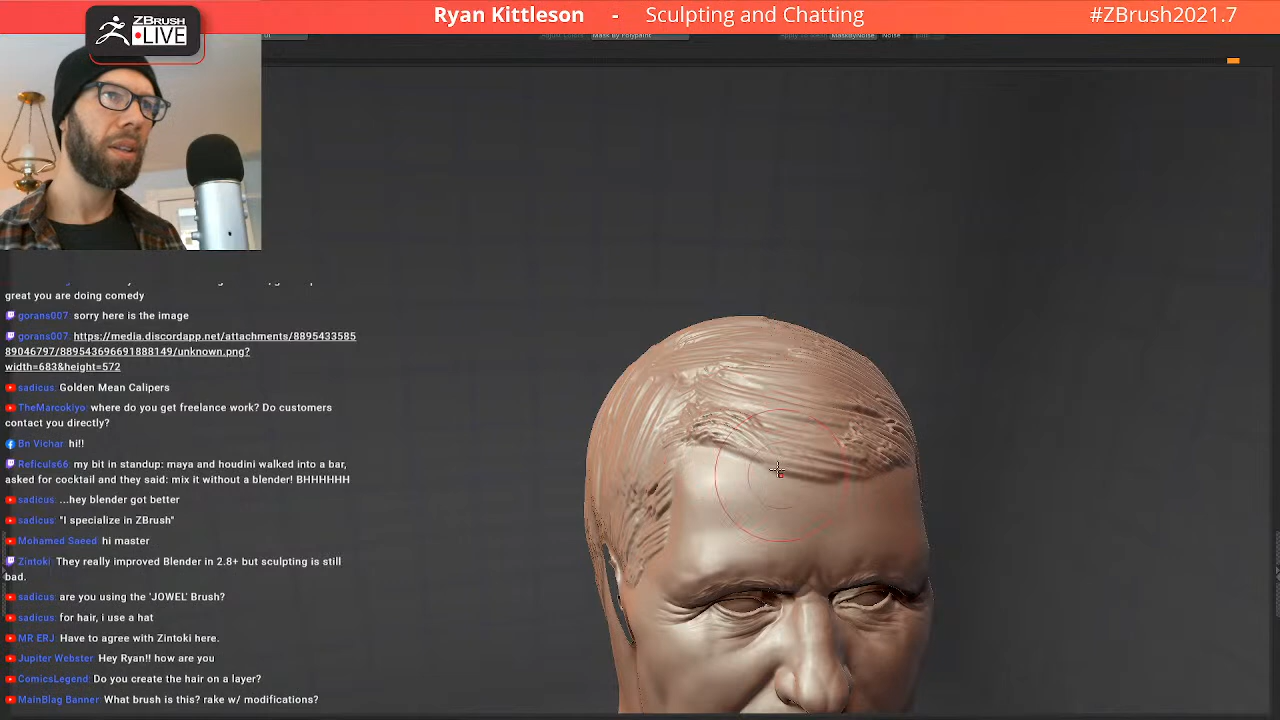 Ryan Kittleson - Sculpting and Chatting #ZBrush2021.7
ZBRUSH
LIVE
Mask By Polypaint MaskByNoise Noise
great you are doing comedy
gorans007: sorry here is the image
gorans007: https://media.discordapp.net/attachments/8895433585
89046797/889543696691888149/unknown.png?
width=683&height=572
sadicus: Golden Mean Calipers
TheMarcokiyo: where do you get freelance work? Do customers
contact you directly?
Bn Vichar: hi!!
Reficuls66: my bit in standup: maya and houdini walked into a bar,
asked for cocktail and they said: mix it without a blender! BHHHHHH
sadicus: ...hey blender got better
sadicus: "I specialize in ZBrush"
Mohamed Saeed: hi master
Zintoki: They really improved Blender in 2.8+ but sculpting is still
bad.
sadicus: are you using the 'JOWEL' Brush?
sadicus: for hair, i use a hat
MR ERJ: Have to agree with Zintoki here.
Jupiter Webster: Hey Ryan!! how are you
ComicsLegend: Do you create the hair on a layer?
MainBlag Banner: What brush is this? rake w/ modifications?